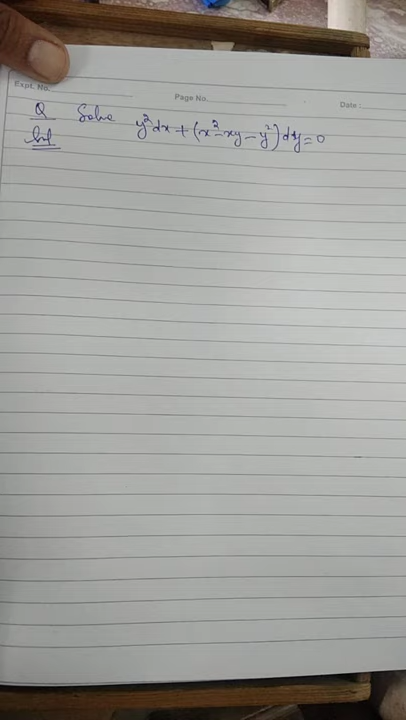 Expt. No.
Page No.
Date :
Q Solve y²dx + (x² - xy - y²) dy = 0
Sol